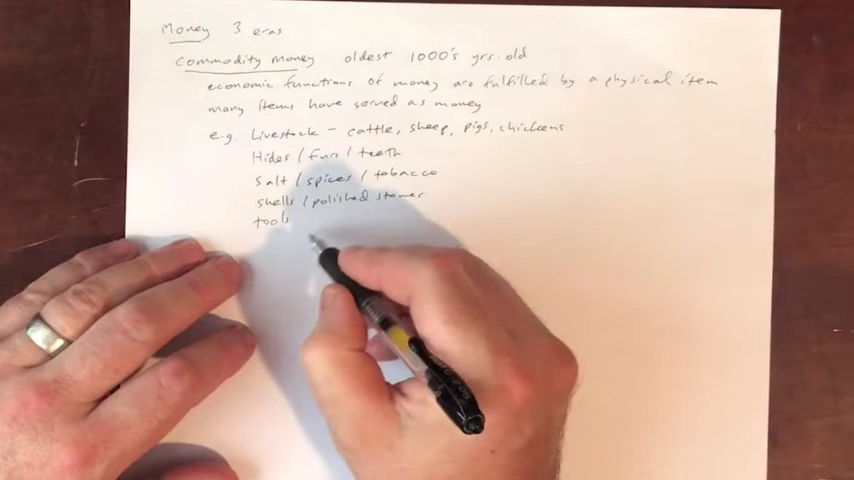 Money 3 eras
Commodity money oldest 1000's yrs. old
economic functions of money are fulfilled by a physical item
many items have served as money
e.g. Livestock – cattle, sheep, pigs, chickens
Hides / furs / teeth
Salt / spices / tobacco
shells / polished stones
tools